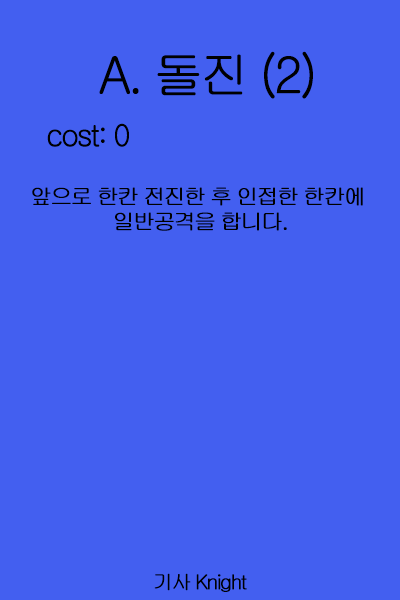 A. 돌진 (2)
cost: 0
앞으로 한칸 전진한 후 인접한 한칸에
일반공격을 합니다.
기사 Knight